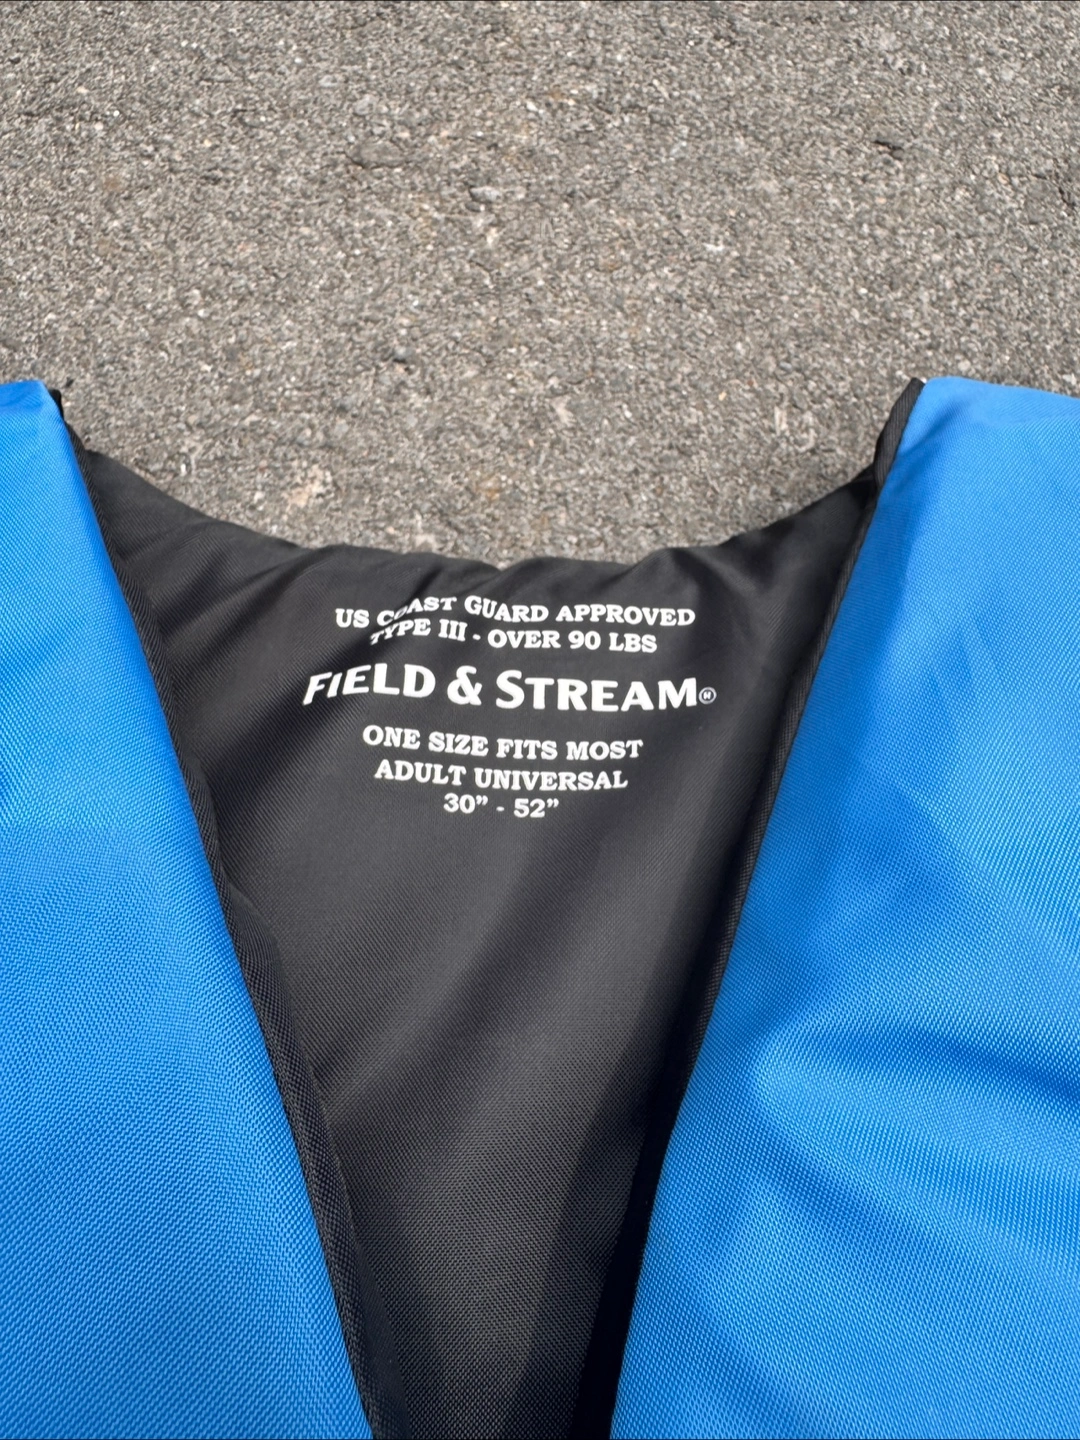 US COAST GUARD APPROVED
TYPE III - OVER 90 LBS
FIELD & STREAM®
ONE SIZE FITS MOST
ADULT UNIVERSAL
30” - 52”